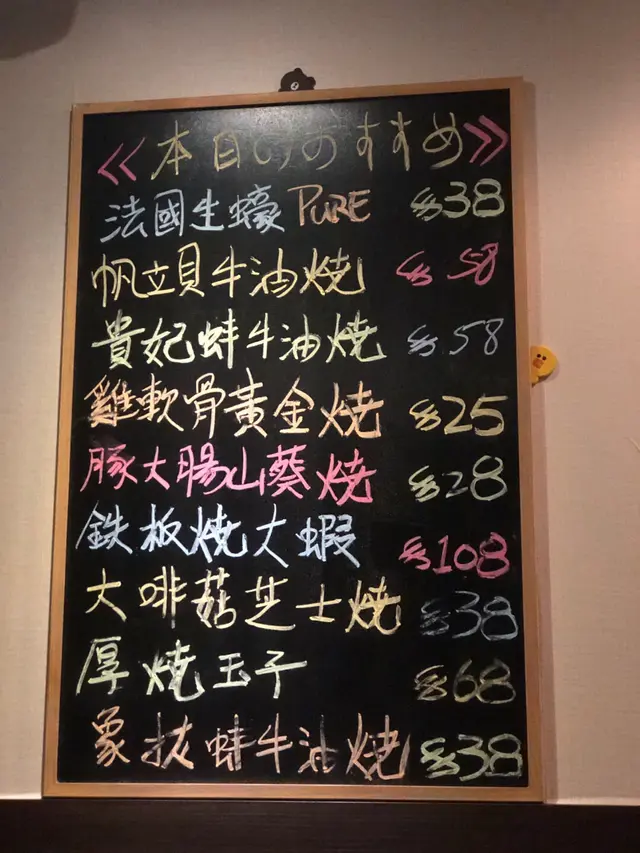 《本日のおすすめ》
法國生蠔 PURE $38
帆立貝牛油燒 $58
貴妃蚌牛油燒 $58
雞軟骨黃金燒 $25
豚大腸山葵燒 $28
鉄板燒大蝦 $108
大啡菇芝士燒 $38
厚燒玉子 $68
象拔蚌牛油燒 $38